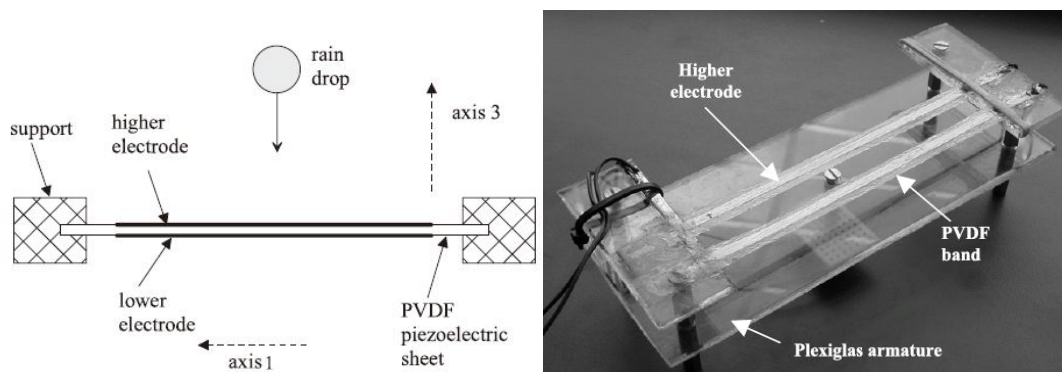 rain
drop
higher
electrode
support
axis 3
lower
electrode
PVDF
piezoelectric
sheet
axis 1
Higher
electrode
PVDF
band
Plexiglas armature